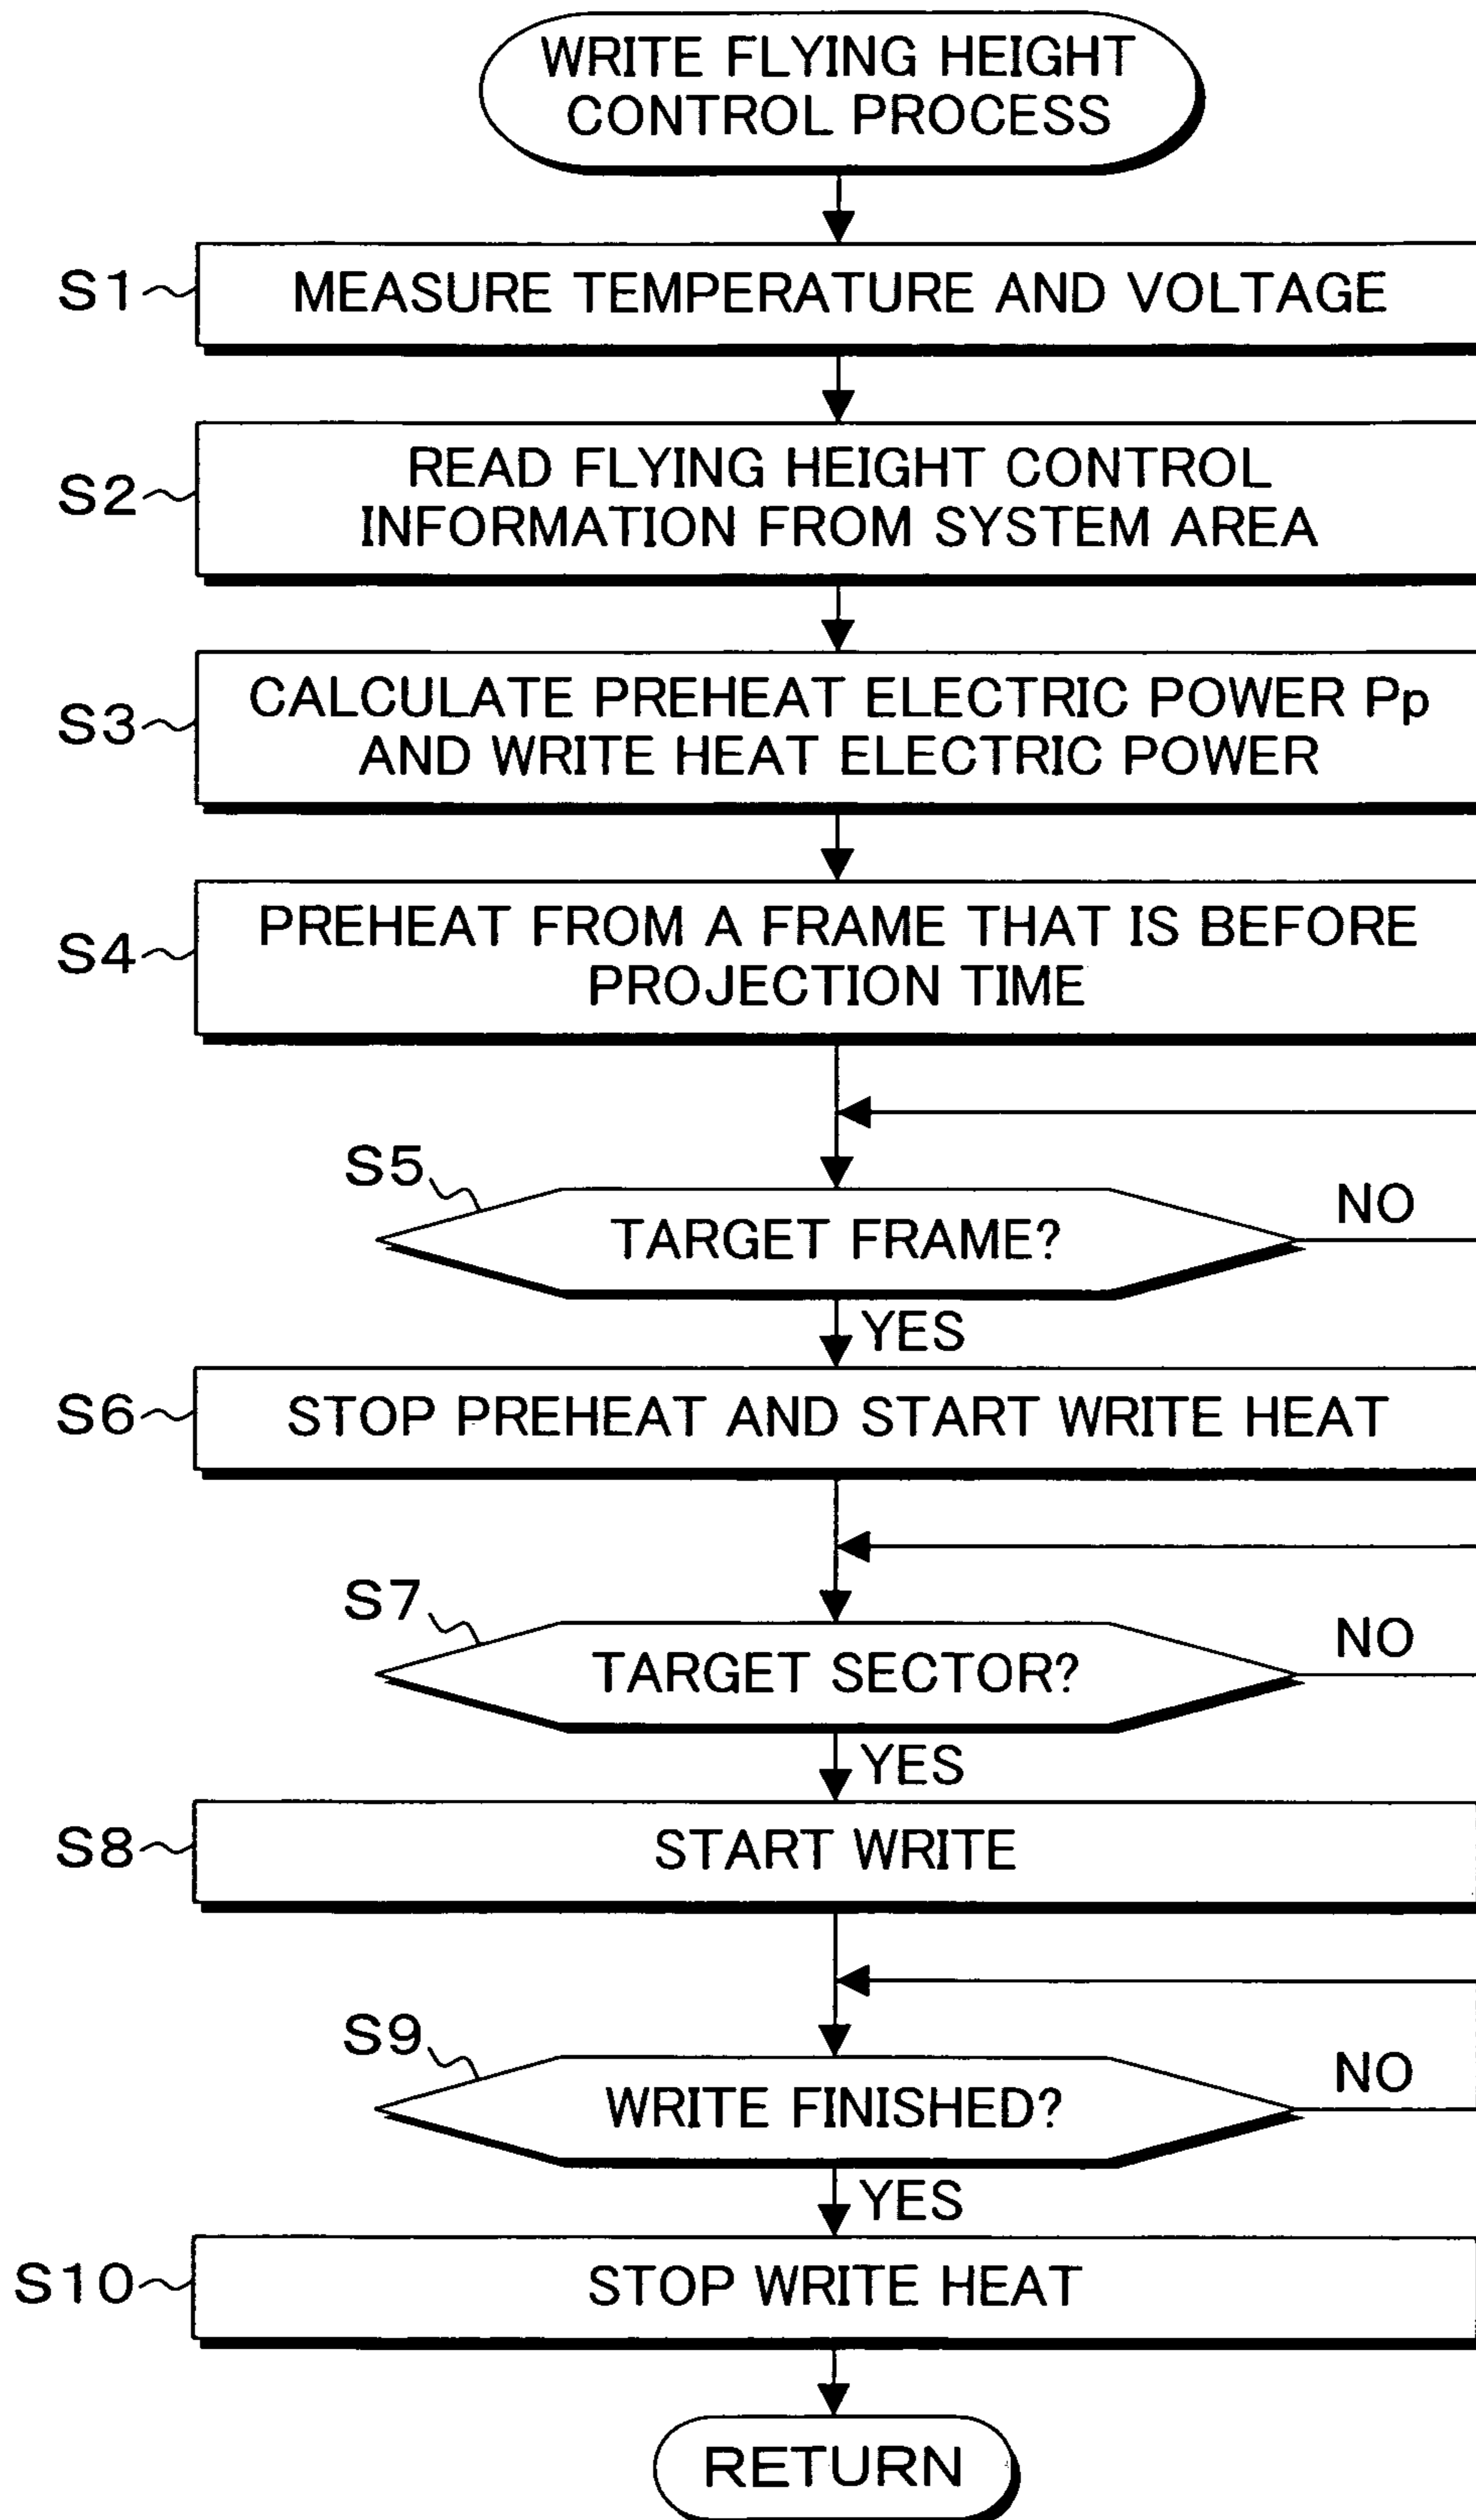 WRITE FLYING HEIGHT
CONTROL PROCESS
S1
MEASURE TEMPERATURE AND VOLTAGE
S2
READ FLYING HEIGHT CONTROL
INFORMATION FROM SYSTEM AREA
S3
CALCULATE PREHEAT ELECTRIC POWER Pp
AND WRITE HEAT ELECTRIC POWER
S4
PREHEAT FROM A FRAME THAT IS BEFORE
PROJECTION TIME
S5
TARGET FRAME?
NO
YES
S6
STOP PREHEAT AND START WRITE HEAT
S7
TARGET SECTOR?
NO
YES
S8
START WRITE
S9
WRITE FINISHED?
NO
YES
S10
STOP WRITE HEAT
RETURN